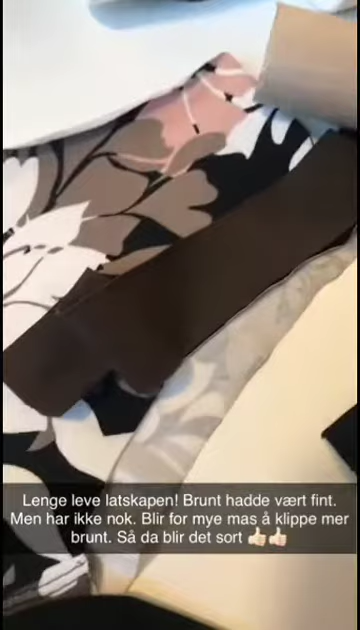 Lenge leve latskapen! Brunt hadde vært fint.
Men har ikke nok. Blir for mye mas å klippe mer
brunt. Så da blir det sort 👍🏻👍🏻